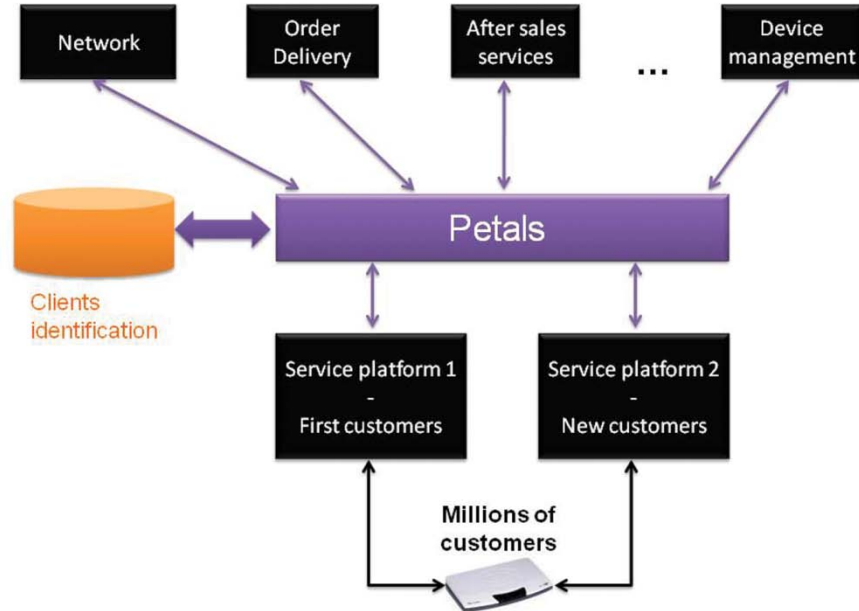 Network
Order
Delivery
After sales
services
...
Device
management
Petals
Clients
identification
Service platform 1
-
First customers
Service platform 2
-
New customers
Millions of
customers